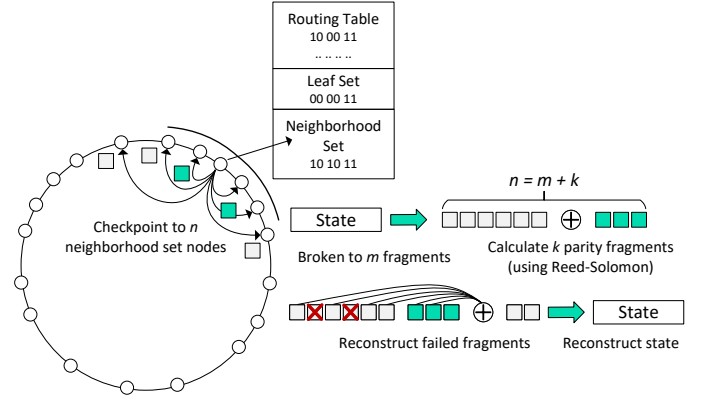 Routing Table
10 00 11
.. .. .. ..
Leaf Set
00 00 11
Neighborhood
Set
10 10 11
Checkpoint to n
neighborhood set nodes
n = m + k
State
Broken to m fragments
Calculate k parity fragments
(using Reed-Solomon)
State
Reconstruct failed fragments
Reconstruct state